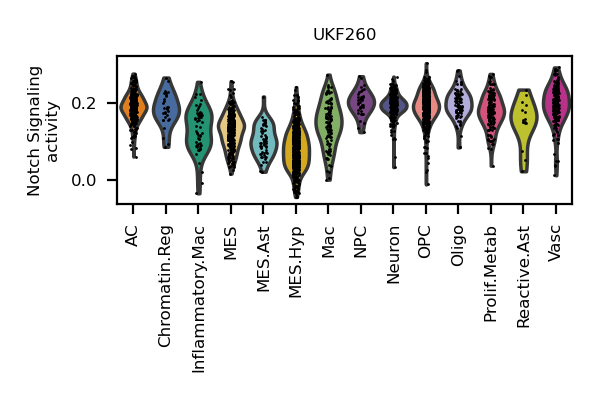 UKF260
Notch Signaling
activity
0.2
0.0
AC
Chromatin.Reg
Inflammatory.Mac
MES
MES.Ast
MES.Hyp
Mac
NPC
Neuron
OPC
Oligo
Prolif.Metab
Reactive.Ast
Vasc